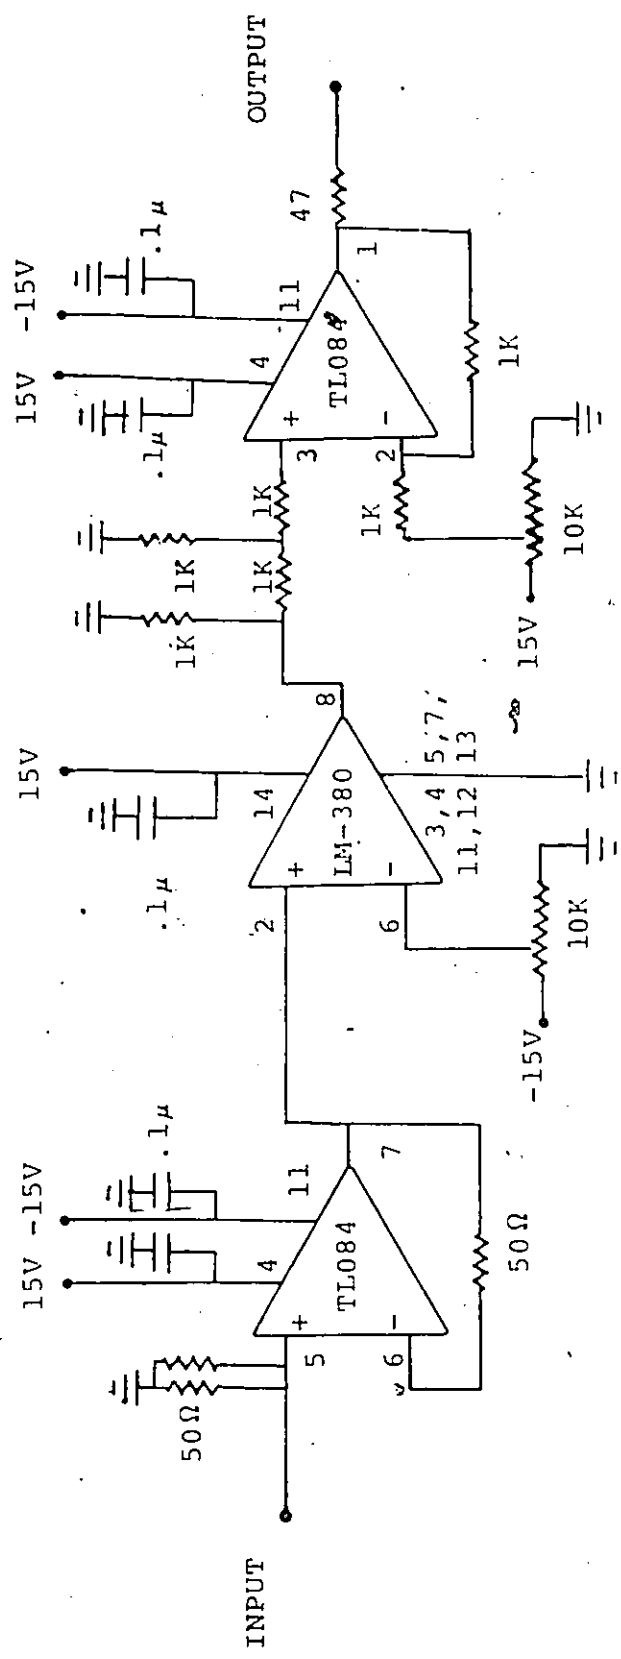 INPUT
50Ω
5
6
+
−
TL084
4
11
7
15V
-15V
.1μ
50Ω
2
6
+
−
LM-380
14
8
15V
.1μ
3,4 5,7,
11,12 13
-15V
10K
1K
1K
1K
1K
3
2
+
−
TL084
4
11
1
15V
-15V
.1μ
.1μ
1K
1K
15V
10K
47
OUTPUT